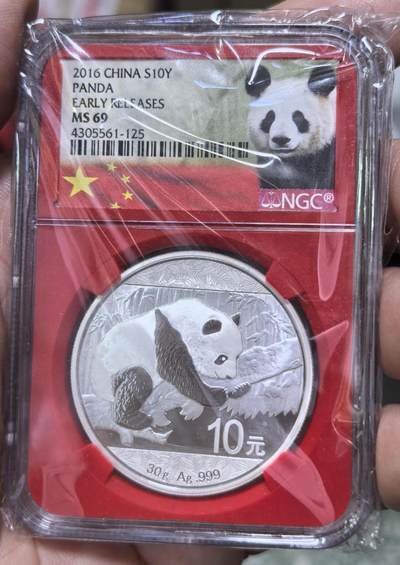 2016 CHINA S10Y
PANDA
EARLY RELEASES
MS 69
4305561-125
NGC®
10元
30g Ag .999